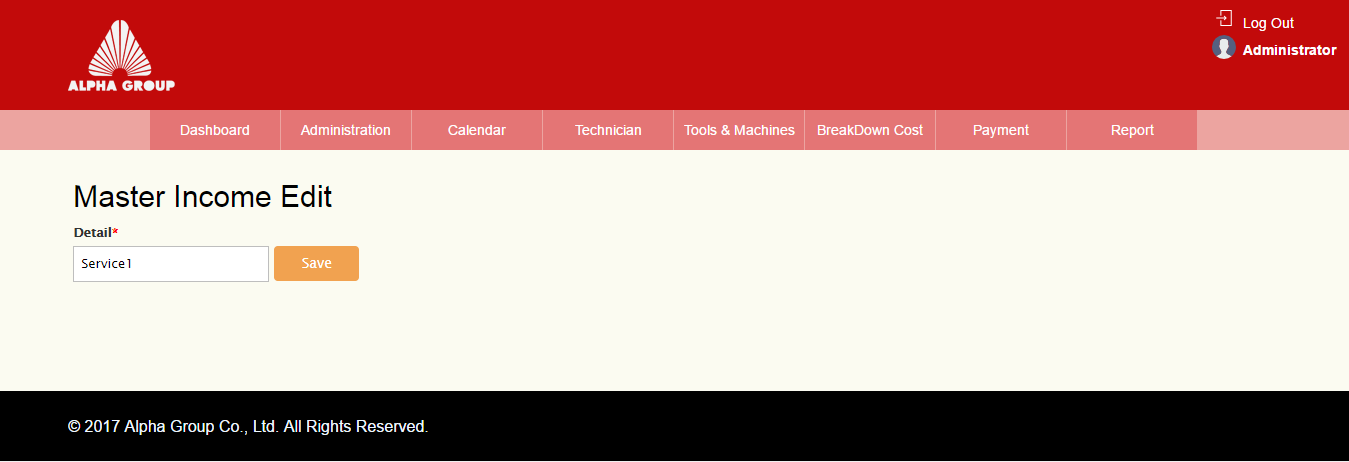 Log Out
Administrator
ALPHA GROUP
Dashboard Administration Calendar Technician Tools & Machines BreakDown Cost Payment Report
Master Income Edit
Detail*
Service1 Save
© 2017 Alpha Group Co., Ltd. All Rights Reserved.